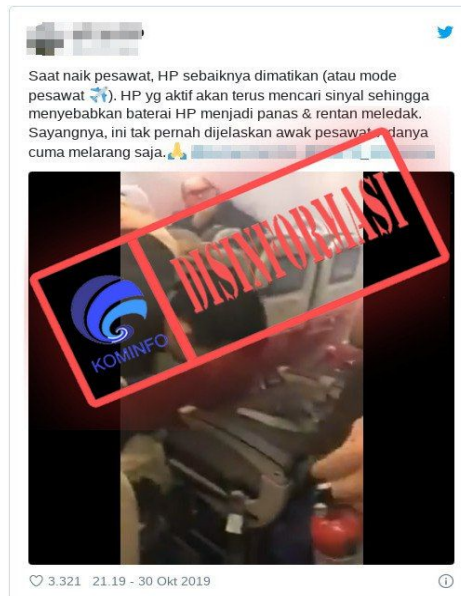 Saat naik pesawat, HP sebaiknya dimatikan (atau mode
pesawat ✈️). HP yg aktif akan terus mencari sinyal sehingga
menyebabkan baterai HP menjadi panas & rentan meledak.
Sayangnya, ini tak pernah dijelaskan awak pesawat
cuma melarang saja.🙏
DISINFORMASI
KOMINFO
3.321 21.19 - 30 Okt 2019